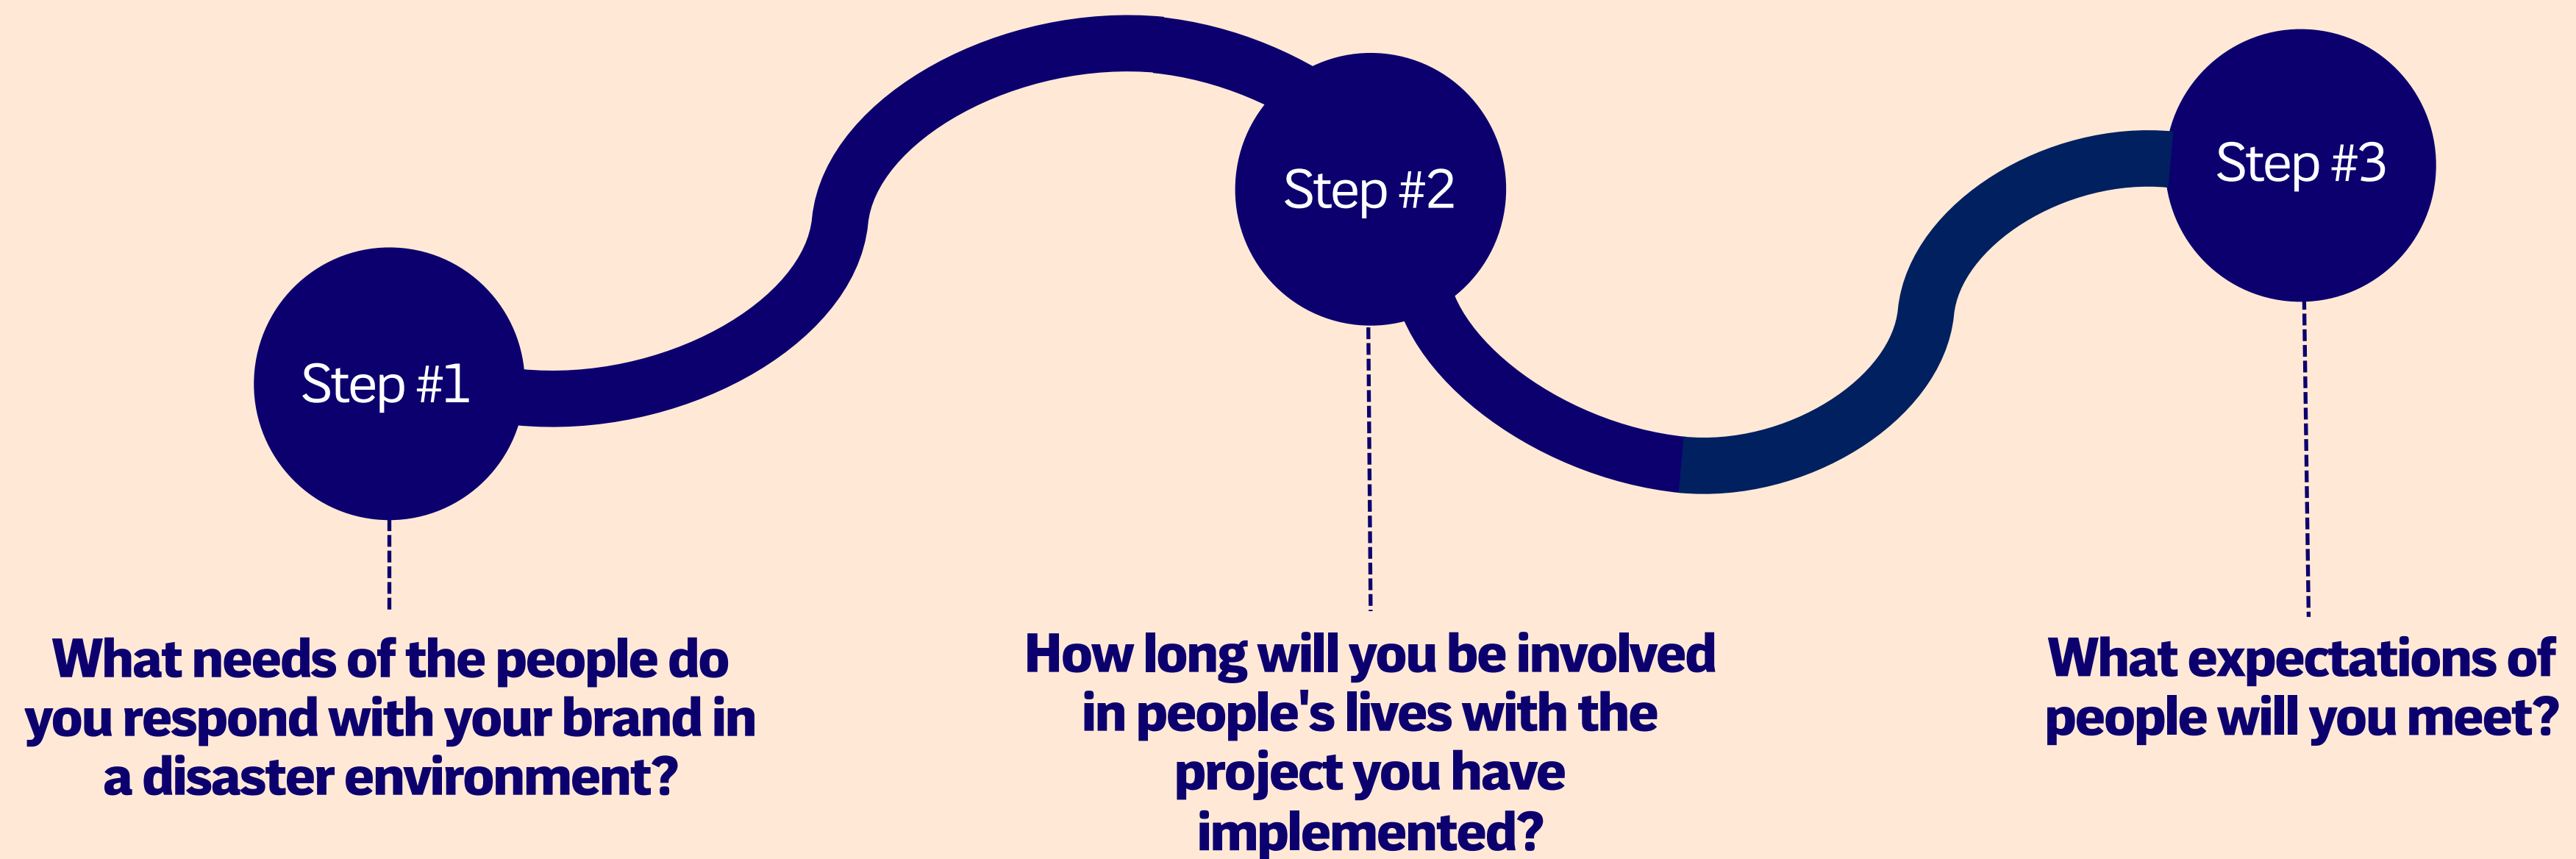 Step #1
What needs of the people do
you respond with your brand in
a disaster environment?
Step #2
How long will you be involved
in people's lives with the
project you have
implemented?
Step #3
What expectations of
people will you meet?